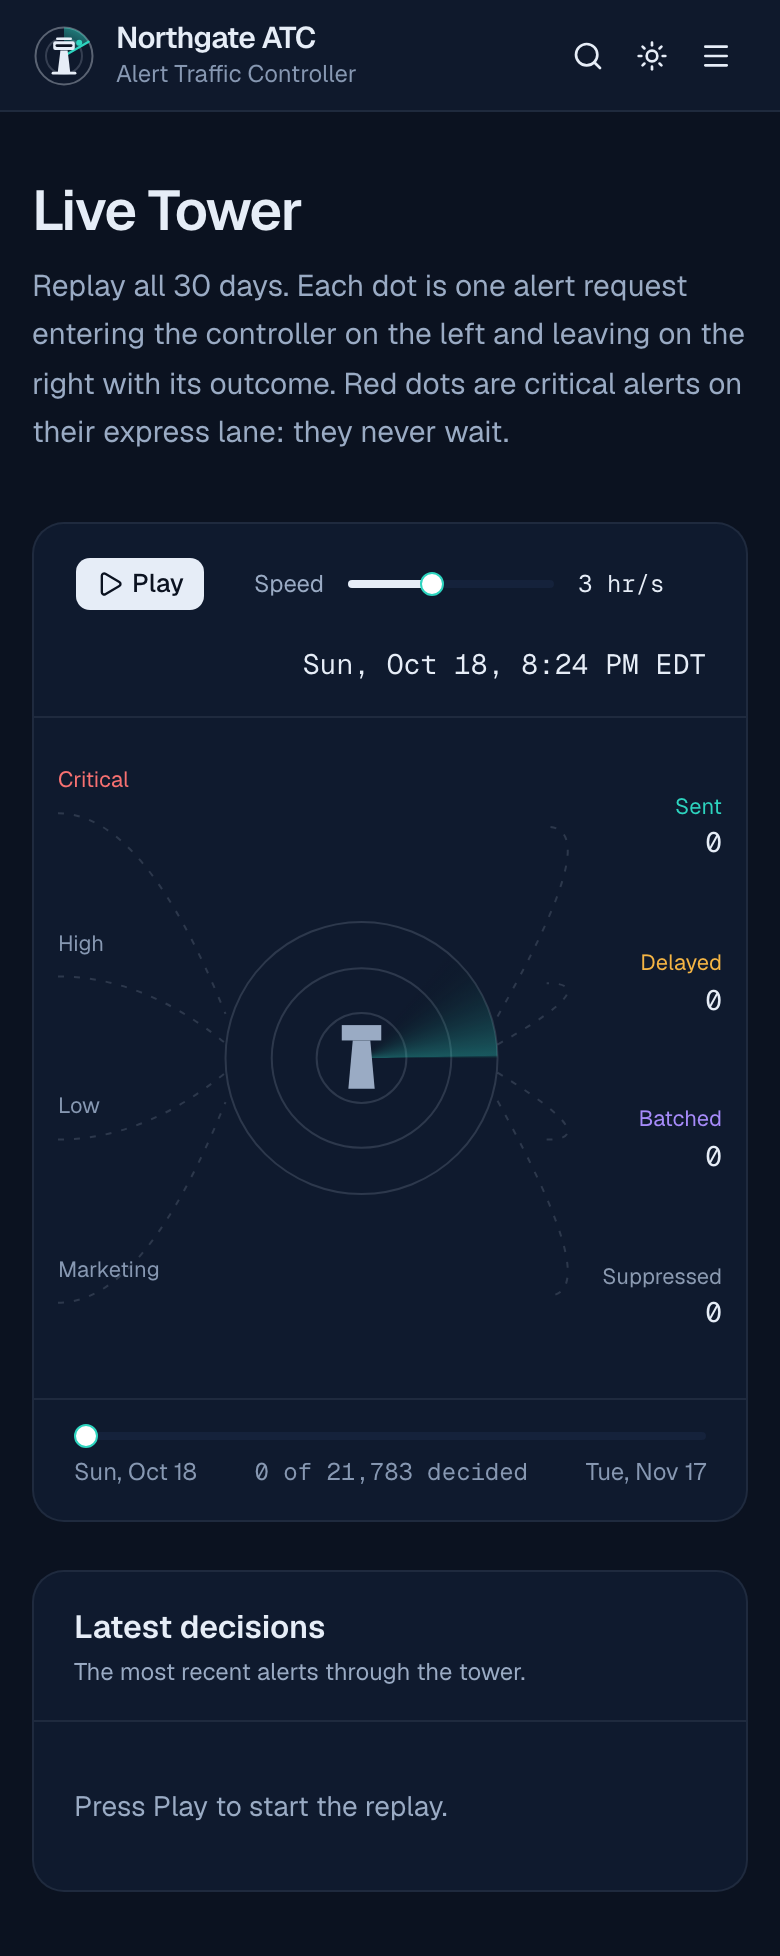 Northgate ATC
Alert Traffic Controller
Live Tower
Replay all 30 days. Each dot is one alert request
entering the controller on the left and leaving on the
right with its outcome. Red dots are critical alerts on
their express lane: they never wait.
Play
Speed
3 hr/s
Sun, Oct 18, 8:24 PM EDT
Critical
Sent
0
High
Delayed
0
Low
Batched
0
Marketing
Suppressed
0
Sun, Oct 18
0 of 21,783 decided
Tue, Nov 17
Latest decisions
The most recent alerts through the tower.
Press Play to start the replay.